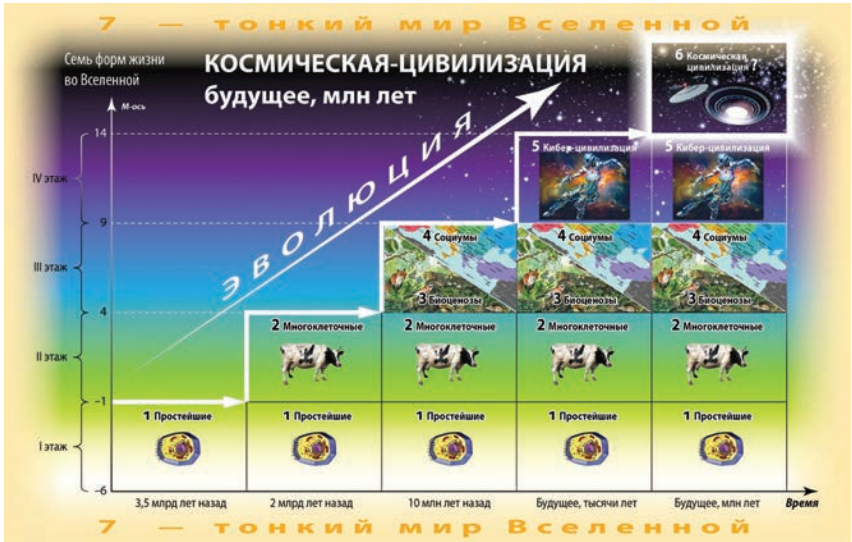 7 — тонкий мир Вселенной
Семь форм жизни
во Вселенной
КОСМИЧЕСКАЯ-ЦИВИЛИЗАЦИЯ
будущее, млн лет
6 Космическая
цивилизация ?
М-ось
ЭВОЛЮЦИЯ
14
5 Кибер-цивилизация
5 Кибер-цивилизация
IV этаж
9
4 Социумы
4 Социумы
4 Социумы
III этаж
3 Биоценозы
3 Биоценозы
3 Биоценозы
4
2 Многоклеточные
2 Многоклеточные
2 Многоклеточные
2 Многоклеточные
II этаж
–1
1 Простейшие
1 Простейшие
1 Простейшие
1 Простейшие
1 Простейшие
I этаж
–6
3,5 млрд лет назад
2 млрд лет назад
10 млн лет назад
Будущее, тысячи лет
Будущее, млн лет
Время
7 — тонкий мир Вселенной